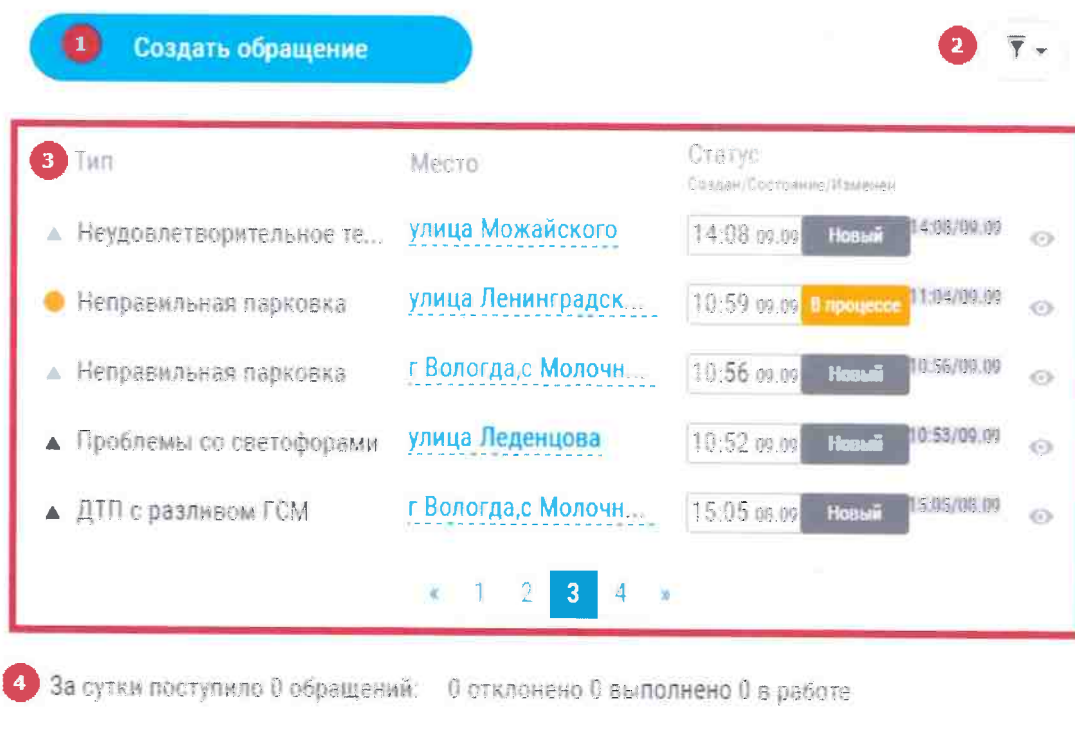 1 Создать обращение 2
3 Тип Место Статус
Создан/Состояние/Изменен
Неудовлетворительное те... улица Можайского 14:08 09.09 Новый 14:08/09.09
Неправильная парковка улица Ленинградск... 10:59 09.09 В процессе 11:04/09.09
Неправильная парковка г Вологда,с Молочн... 10:56 09.09 Новый 10:56/09.09
Проблемы со светофорами улица Леденцова 10:52 09.09 Новый 10:53/09.09
ДТП с разливом ГСМ г Вологда,с Молочн... 15:05 08.09 Новый 15:05/08.09
« 1 2 3 4 »
4 За сутки поступило 0 обращений: 0 отклонено 0 выполнено 0 в работе